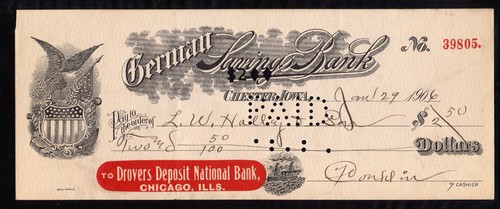 German Savings Bank
No. 39805.
$2.00
Chester, Iowa, Jan 29 1906
PAID
Pay to the order of L. W. $2 50
Two & 50/100 Dollars
TO Drovers Deposit National Bank,
CHICAGO, ILLS.
CASHIER